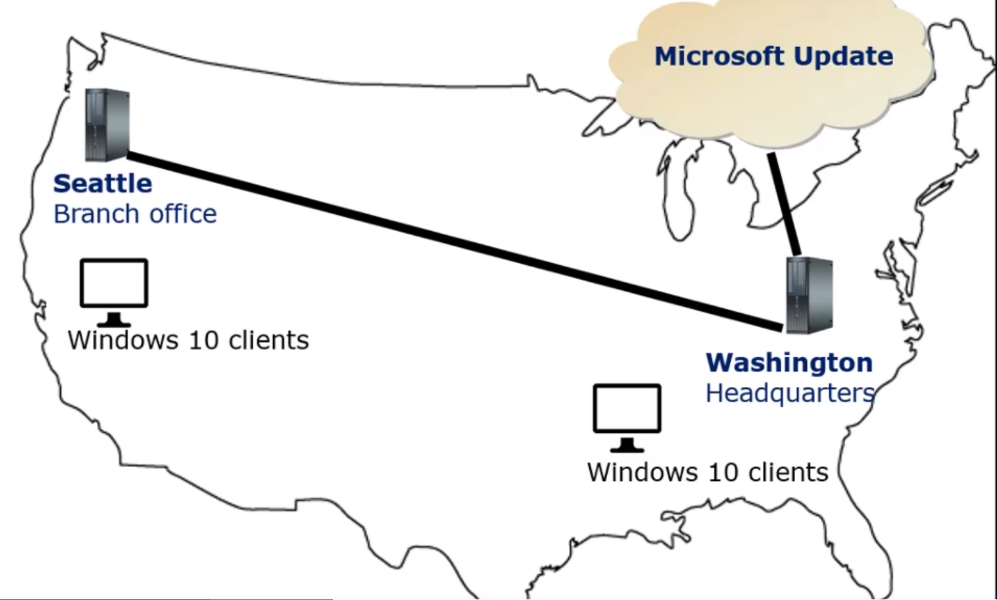 Microsoft Update
Seattle
Branch office
Windows 10 clients
Washington
Headquarters
Windows 10 clients